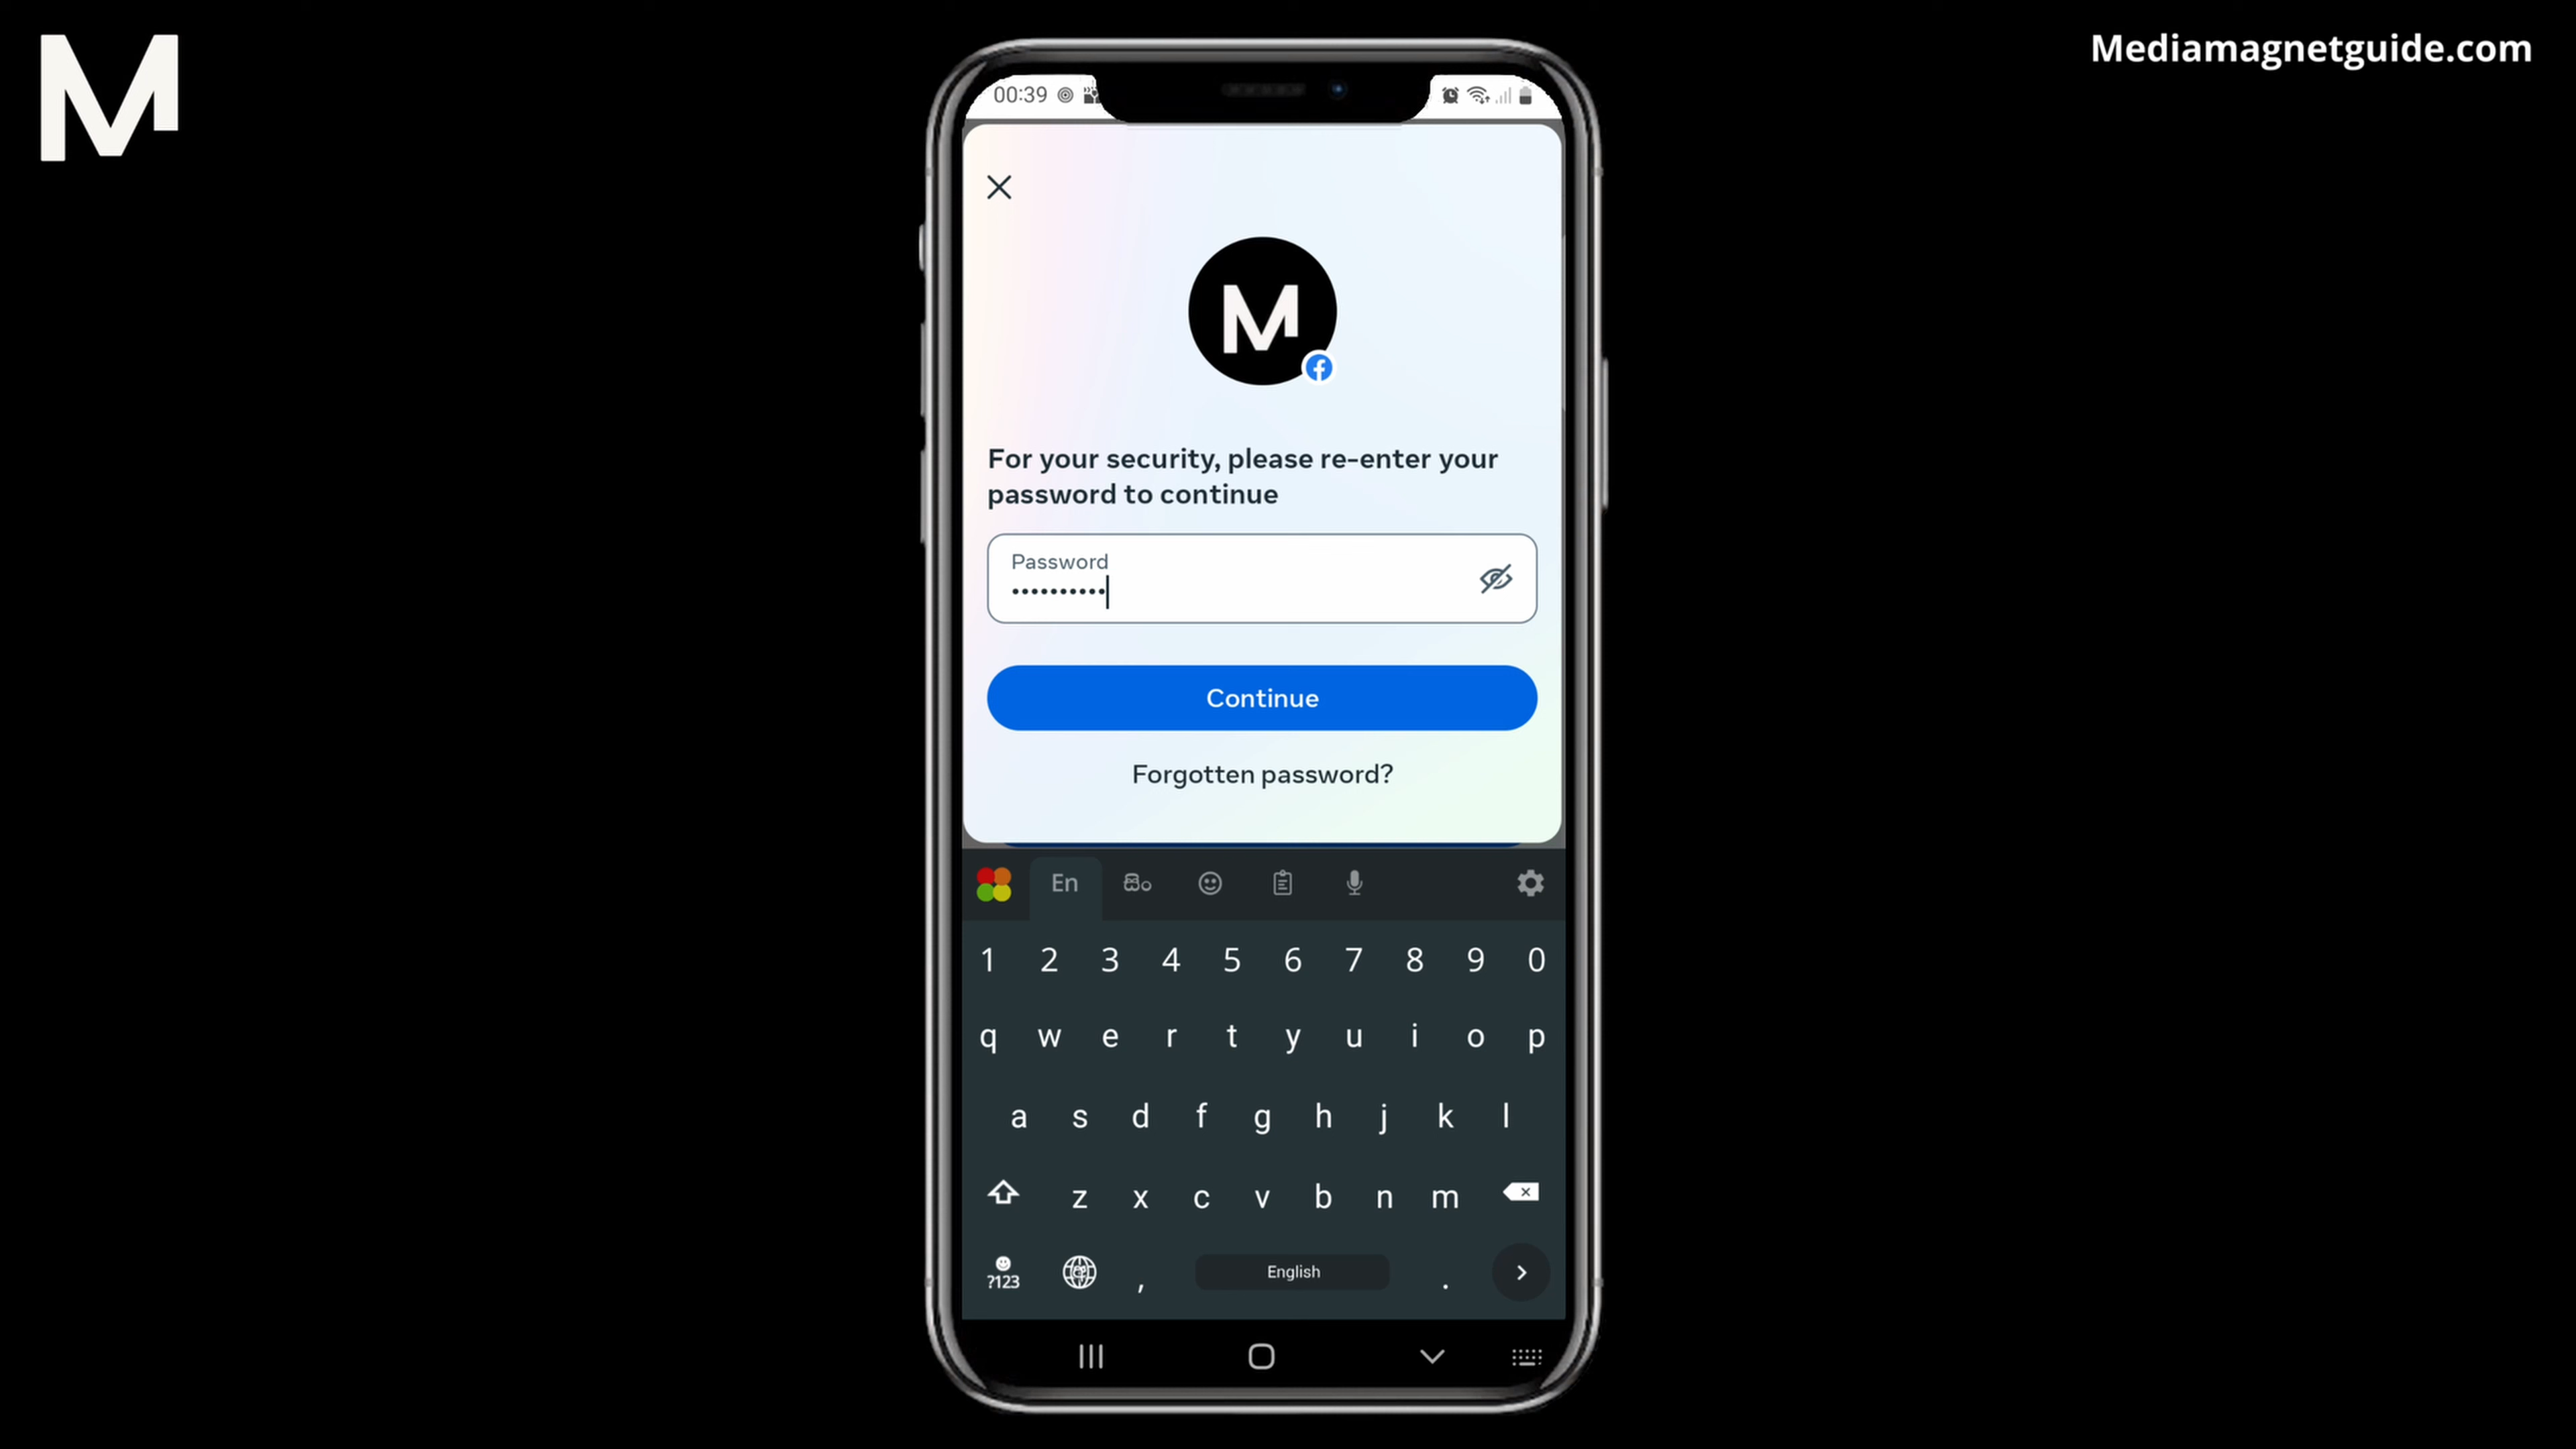 M
Mediamagnetguide.com
00:39
M
For your security, please re-enter your
password to continue
Password
••••••••••
Continue
Forgotten password?
En
1 2 3 4 5 6 7 8 9 0
q w e r t y u i o p
a s d f g h j k l
z x c v b n m
?123 , English .